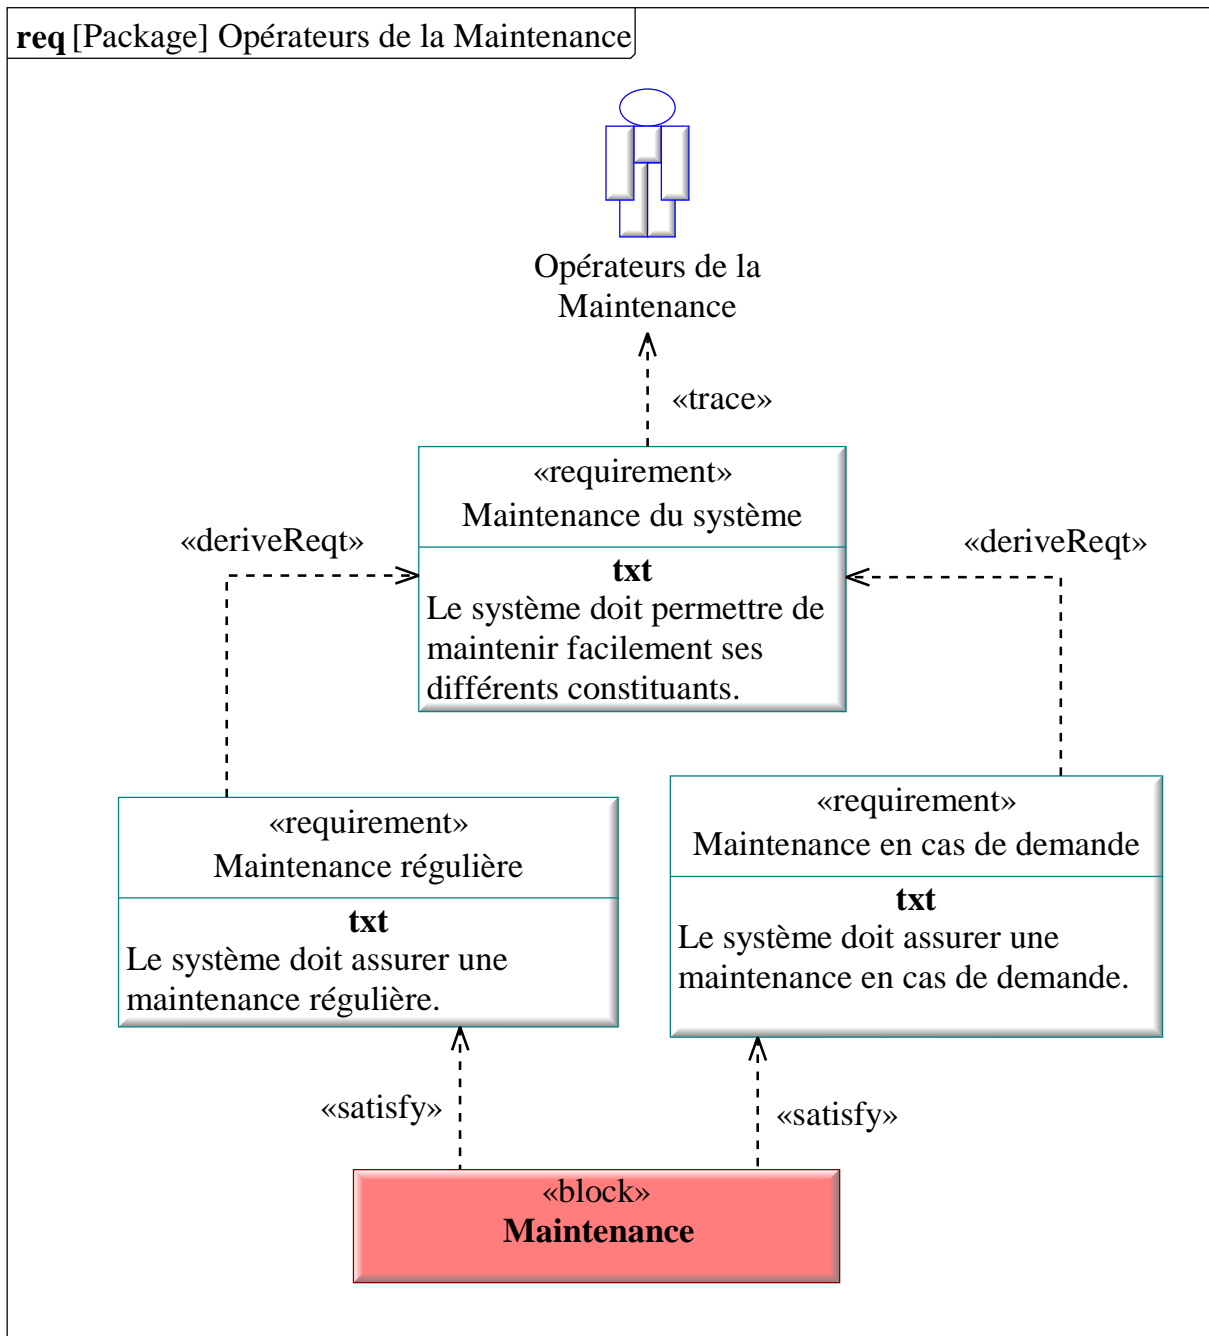 req [Package] Opérateurs de la Maintenance
Opérateurs de la
Maintenance
«trace»
«requirement»
Maintenance du système
«deriveReqt»
«deriveReqt»
txt
Le système doit permettre de
maintenir facilement ses
différents constituants.
«requirement»
Maintenance régulière
txt
Le système doit assurer une
maintenance régulière.
«requirement»
Maintenance en cas de demande
txt
Le système doit assurer une
maintenance en cas de demande.
«satisfy»
«satisfy»
«block»
Maintenance